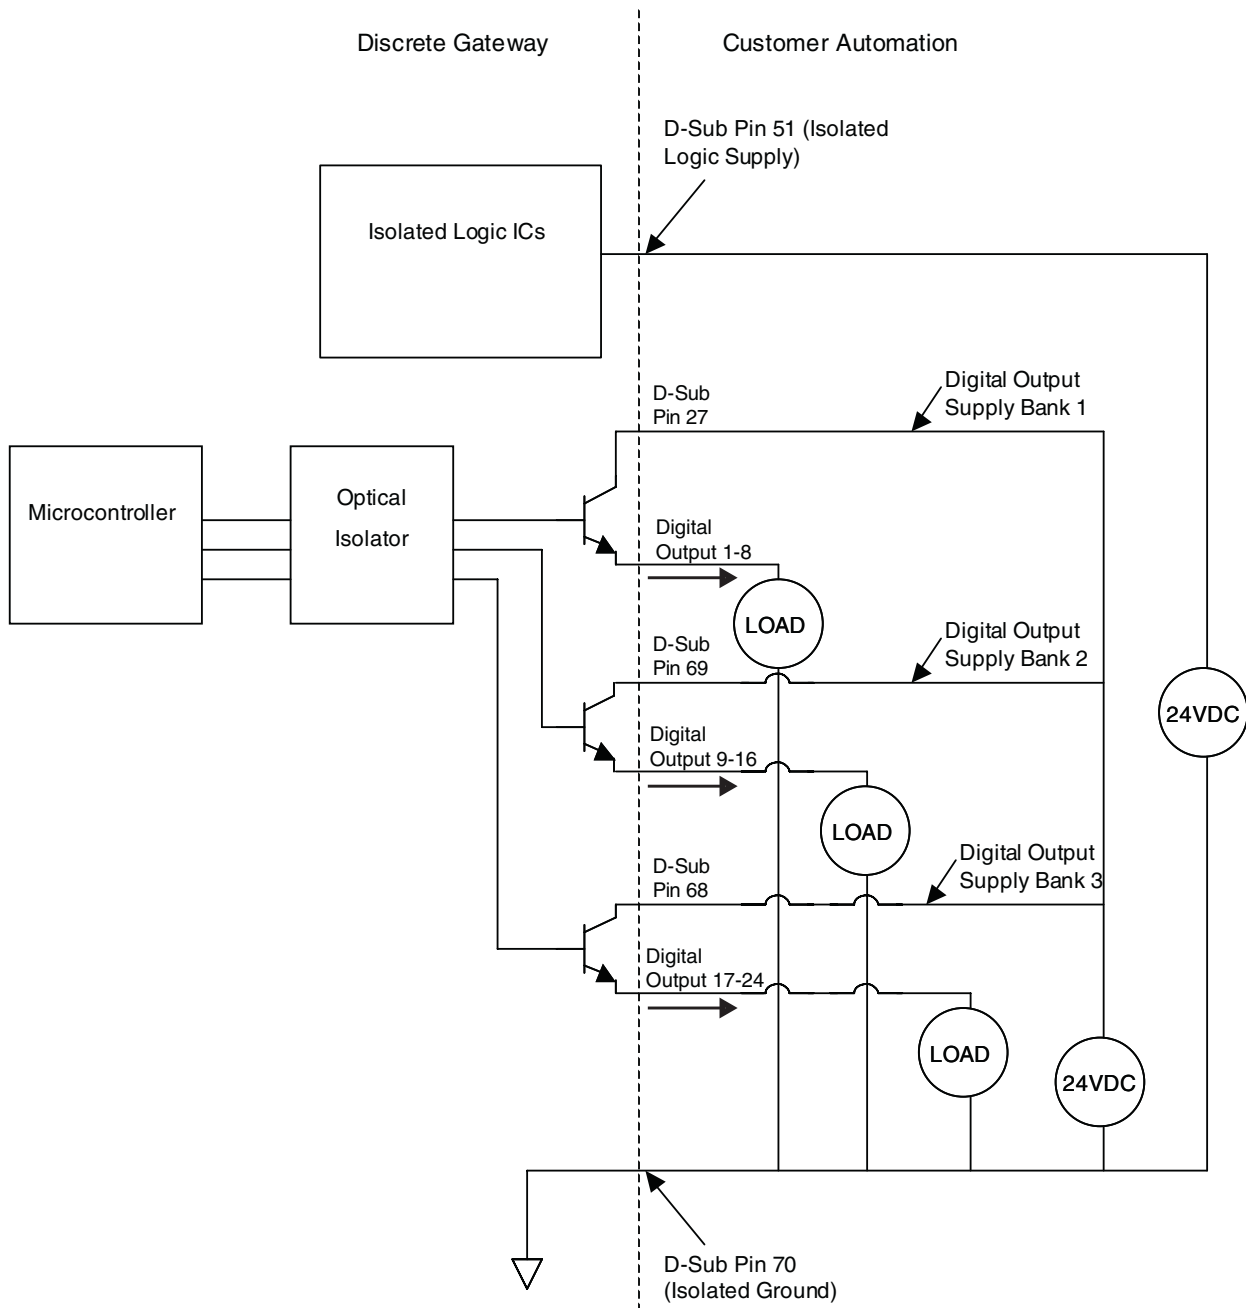 Discrete Gateway
Customer Automation
D-Sub Pin 51 (Isolated
Logic Supply)
Isolated Logic ICs
D-Sub
Pin 27
Digital Output
Supply Bank 1
Microcontroller
Optical
Isolator
Digital
Output 1-8
LOAD
D-Sub
Pin 69
Digital Output
Supply Bank 2
24VDC
Digital
Output 9-16
LOAD
D-Sub
Pin 68
Digital Output
Supply Bank 3
Digital
Output 17-24
LOAD
24VDC
D-Sub Pin 70
(Isolated Ground)